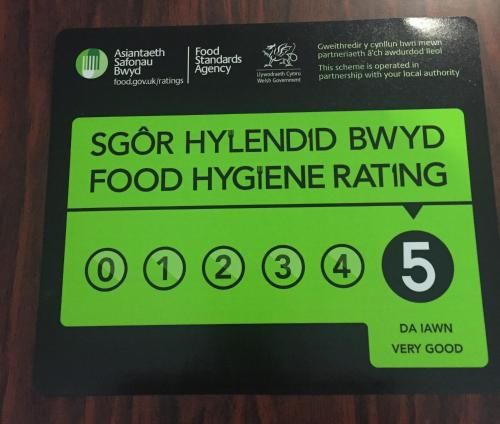 Asiantaeth
Safonau
Bwyd
food.gov.uk/ratings
Food
Standards
Agency
Llywodraeth Cymru
Welsh Government
Gweithredir y cynllun hwn mewn
partneriaeth â'ch awdurdod lleol
This scheme is operated in
partnership with your local authority
SGÔR HYLENDID BWYD
FOOD HYGIENE RATING
0 1 2 3 4 5
DA IAWN
VERY GOOD